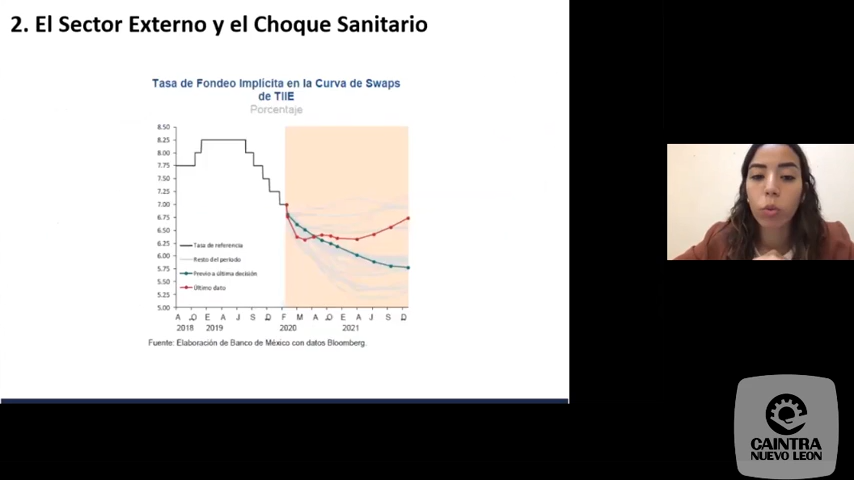 2. El Sector Externo y el Choque Sanitario
Tasa de Fondeo Implícita en la Curva de Swaps
de TIIE
Porcentaje
8.50
8.25
8.00
7.75
7.50
7.25
7.00
6.75
6.50
6.25
6.00
5.75
5.50
5.25
5.00
Tasa de referencia
Resto del periodo
Previo a última decisión
Último dato
A O E A J S D F M A J O E A J S D
2018 2019 2020 2021
Fuente: Elaboración de Banco de México con datos Bloomberg.
CAINTRA
NUEVO LEON